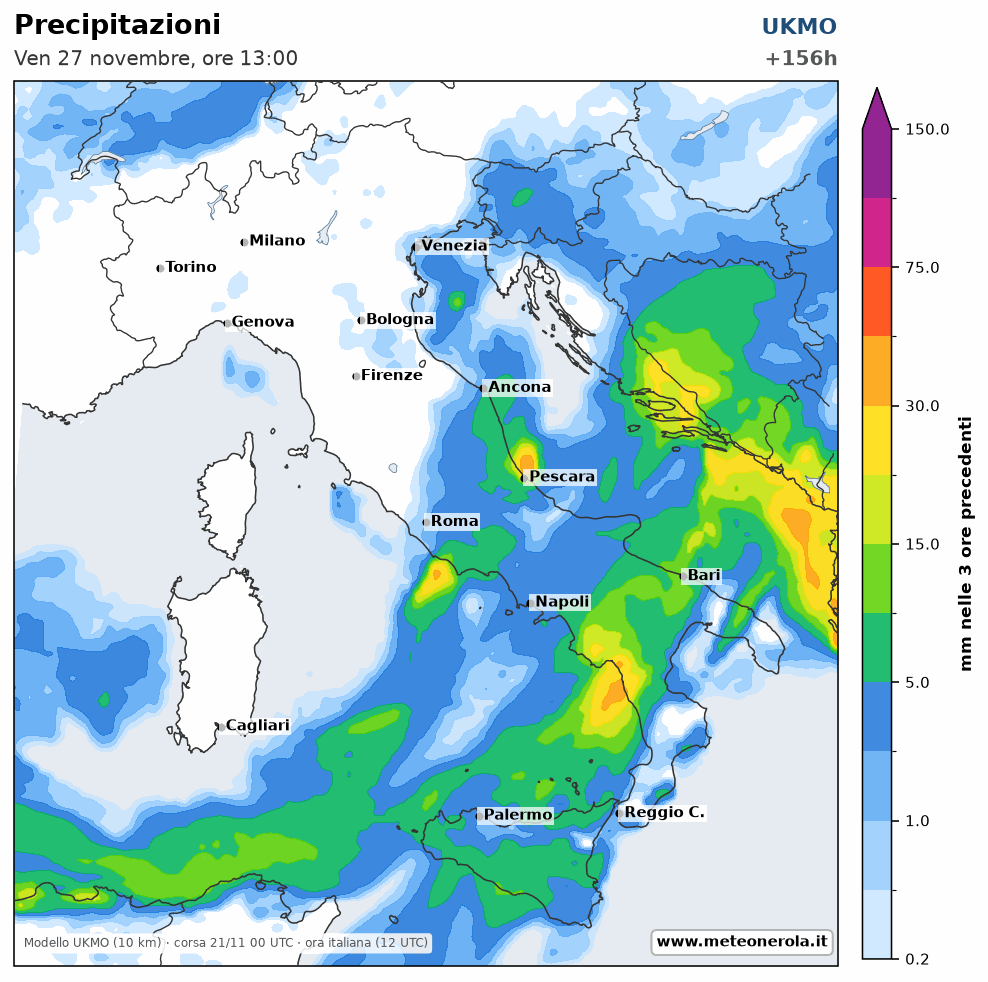 Precipitazioni
UKMO
Ven 27 novembre, ore 13:00
+156h
150.0
75.0
30.0
15.0
5.0
1.0
0.2
mm nelle 3 ore precedenti
Milano
Venezia
Torino
Genova
Bologna
Firenze
Ancona
Pescara
Roma
Bari
Napoli
Cagliari
Palermo
Reggio C.
Modello UKMO (10 km) · corsa 21/11 00 UTC · ora italiana (12 UTC)
www.meteonerola.it